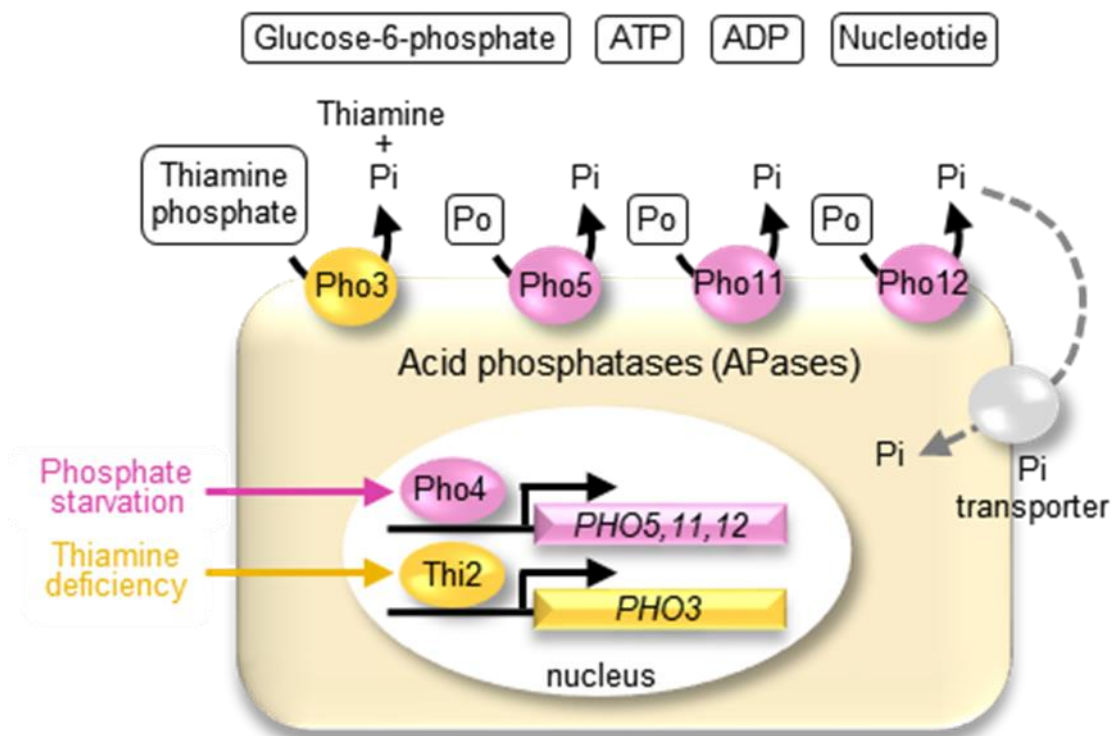 Glucose-6-phosphate
ATP
ADP
Nucleotide
Thiamine
+
Pi
Thiamine
phosphate
Po
Pi
Po
Pi
Po
Pi
Pho3
Pho5
Pho11
Pho12
Acid phosphatases (APases)
Pi
Pi
transporter
Phosphate
starvation
Pho4
PHO5,11,12
Thiamine
deficiency
Thi2
PHO3
nucleus